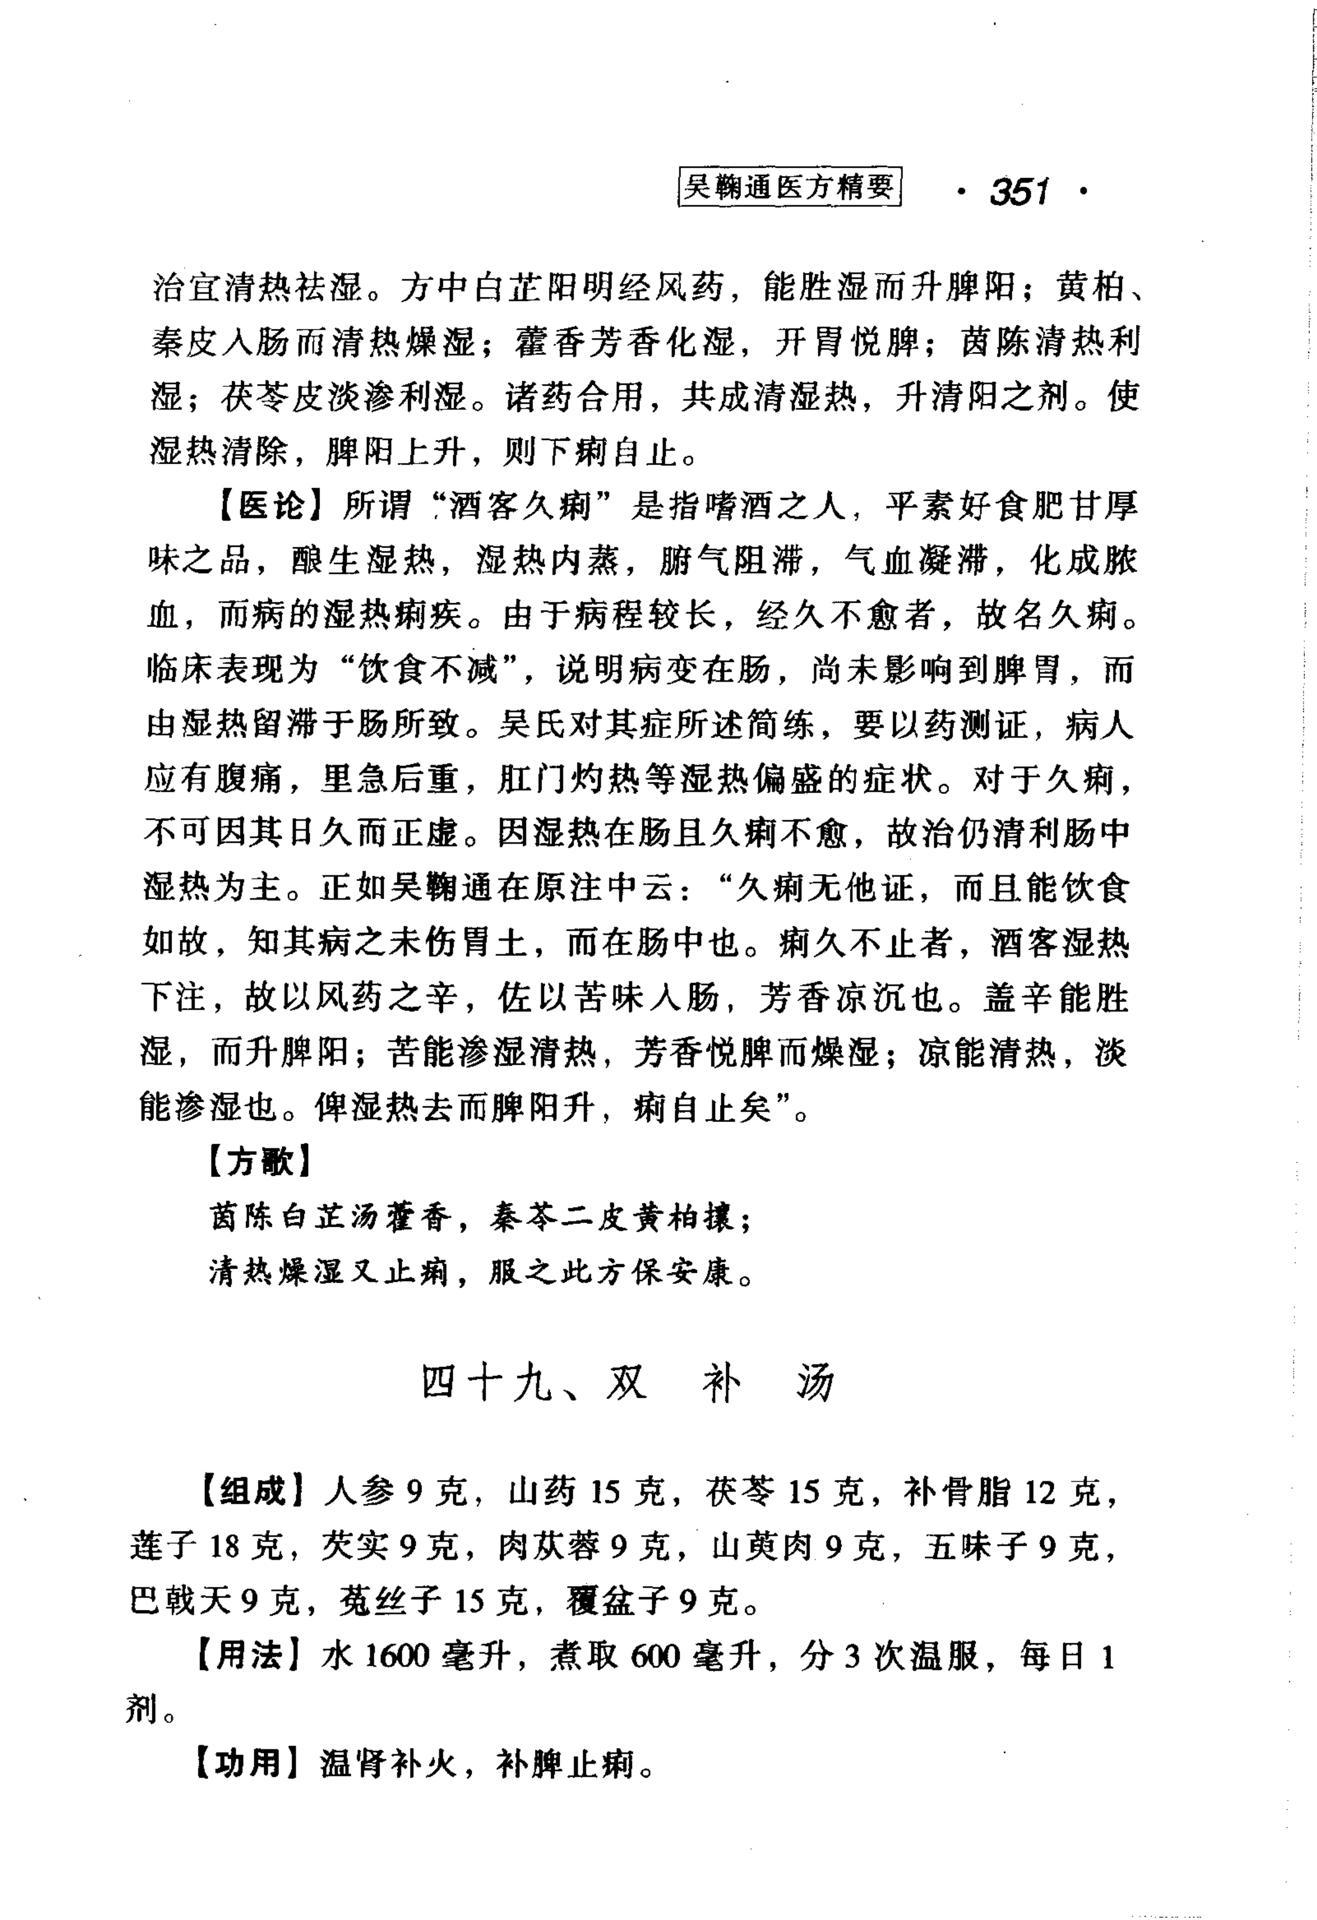 吴鞠通医方精要 · 351 ·
治宜清热祛湿。方中白芷阳明经风药，能胜湿而升脾阳；黄柏、
秦皮入肠而清热燥湿；藿香芳香化湿，开胃悦脾；茵陈清热利
湿；茯苓皮淡渗利湿。诸药合用，共成清湿热，升清阳之剂。使
湿热清除，脾阳上升，则下痢自止。
【医论】所谓“酒客久痢”是指嗜酒之人，平素好食肥甘厚
味之品，酿生湿热，湿热内蒸，腑气阻滞，气血凝滞，化成脓
血，而病的湿热痢疾。由于病程较长，经久不愈者，故名久痢。
临床表现为“饮食不减”，说明病变在肠，尚未影响到脾胃，而
由湿热留滞于肠所致。吴氏对其症所述简练，要以药测证，病人
应有腹痛，里急后重，肛门灼热等湿热偏盛的症状。对于久痢，
不可因其日久而正虚。因湿热在肠且久痢不愈，故治仍清利肠中
湿热为主。正如吴鞠通在原注中云：“久痢无他证，而且能饮食
如故，知其病之未伤胃土，而在肠中也。痢久不止者，酒客湿热
下注，故以风药之辛，佐以苦味入肠，芳香凉沉也。盖辛能胜
湿，而升脾阳；苦能渗湿清热，芳香悦脾而燥湿；凉能清热，淡
能渗湿也。俾湿热去而脾阳升，痢自止矣”。
【方歌】
茵陈白芷汤藿香，秦苓二皮黄柏攘；
清热燥湿又止痢，服之此方保安康。
四十九、双 补 汤
【组成】人参 9 克，山药 15 克，茯苓 15 克，补骨脂 12 克，
莲子 18 克，芡实 9 克，肉苁蓉 9 克，山萸肉 9 克，五味子 9 克，
巴戟天 9 克，菟丝子 15 克，覆盆子 9 克。
【用法】水 1600 毫升，煮取 600 毫升，分 3 次温服，每日 1
剂。
【功用】温肾补火，补脾止痢。